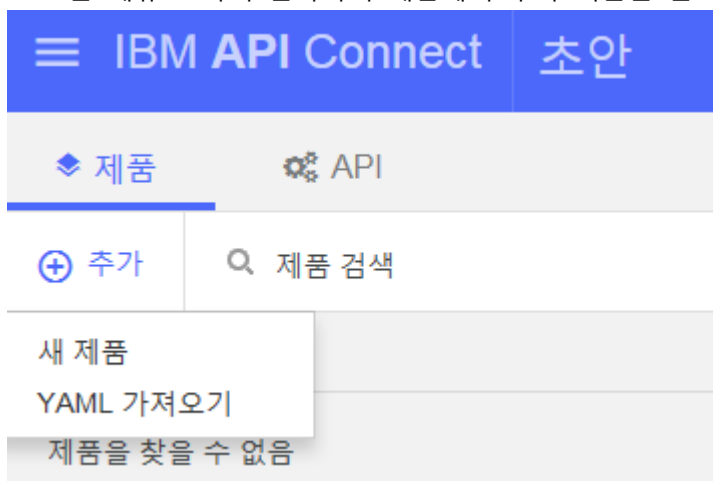 IBM API Connect 초안
제품 API
추가 제품 검색
새 제품
YAML 가져오기
제품을 찾을 수 없음